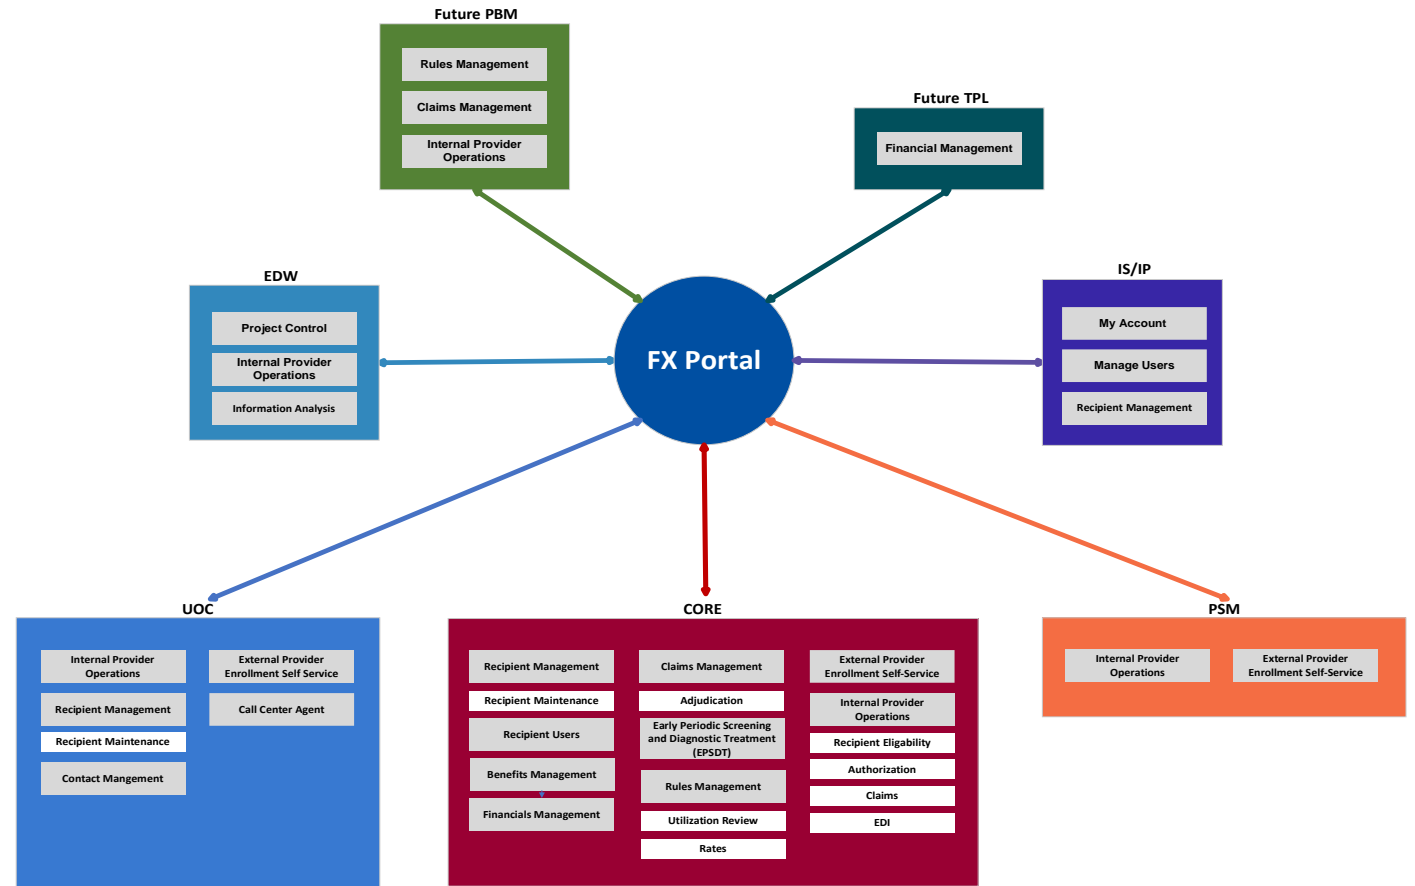 Future PBM
Rules Management
Claims Management
Internal Provider
Operations
Future TPL
Financial Management
EDW
Project Control
Internal Provider
Operations
Information Analysis
FX Portal
IS/IP
My Account
Manage Users
Recipient Management
UOC
Internal Provider
Operations
Recipient Management
Recipient Maintenance
Contact Mangement
External Provider
Enrollment Self Service
Call Center Agent
CORE
Recipient Management
Recipient Maintenance
Recipient Users
Benefits Management
Financials Management
Claims Management
Adjudication
Early Periodic Screening
and Diagnostic Treatment
(EPSDT)
Rules Management
Utilization Review
Rates
External Provider
Enrollment Self-Service
Internal Provider
Operations
Recipient Eligability
Authorization
Claims
EDI
PSM
Internal Provider
Operations
External Provider
Enrollment Self-Service